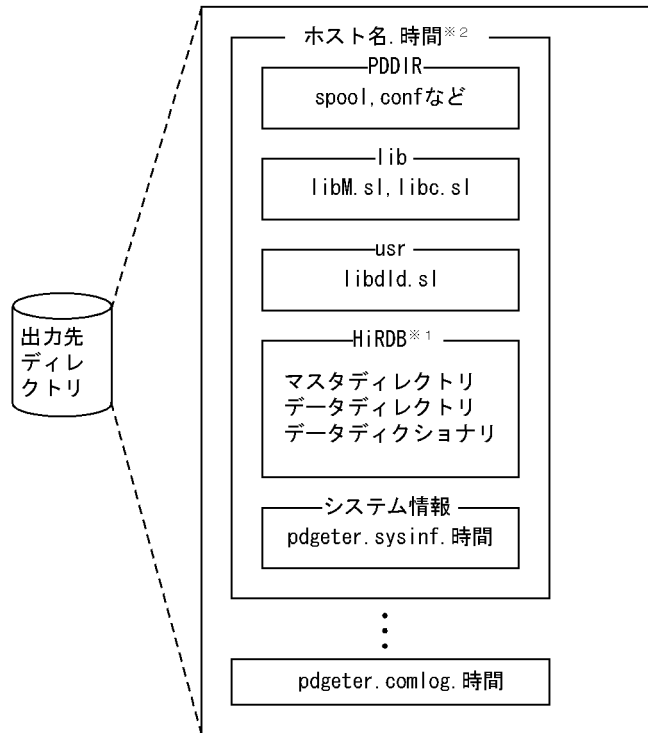 ホスト名.時間※2
PDDIR
spool,confなど
lib
libM.sl,libc.sl
usr
libdld.sl
HiRDB※1
マスタディレクトリ
データディレクトリ
データディクショナリ
システム情報
pdgeter.sysinf.時間
pdgeter.comlog.時間
出力先
ディレ
クトリ